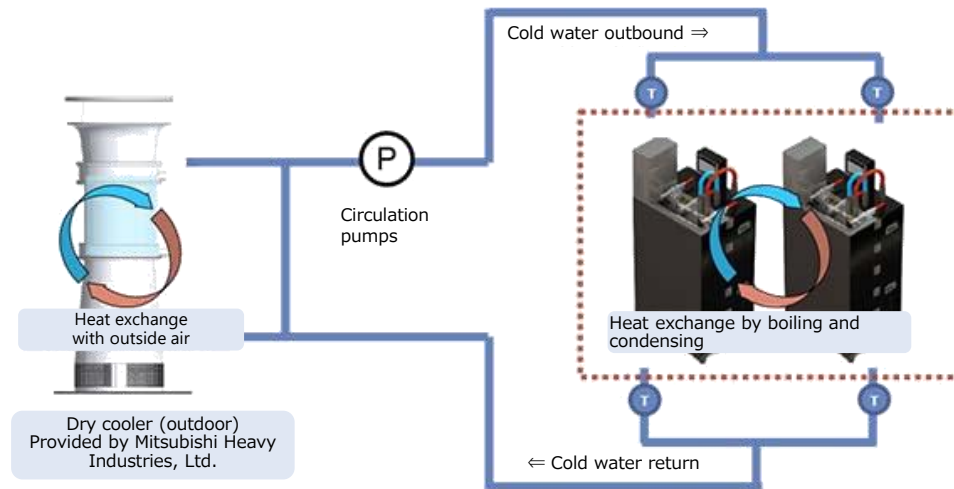 Cold water outbound ⇒
T
T
P
Circulation
pumps
Heat exchange
with outside air
Heat exchange by boiling and
condensing
T
T
Dry cooler (outdoor)
Provided by Mitsubishi Heavy
Industries, Ltd.
⇐ Cold water return